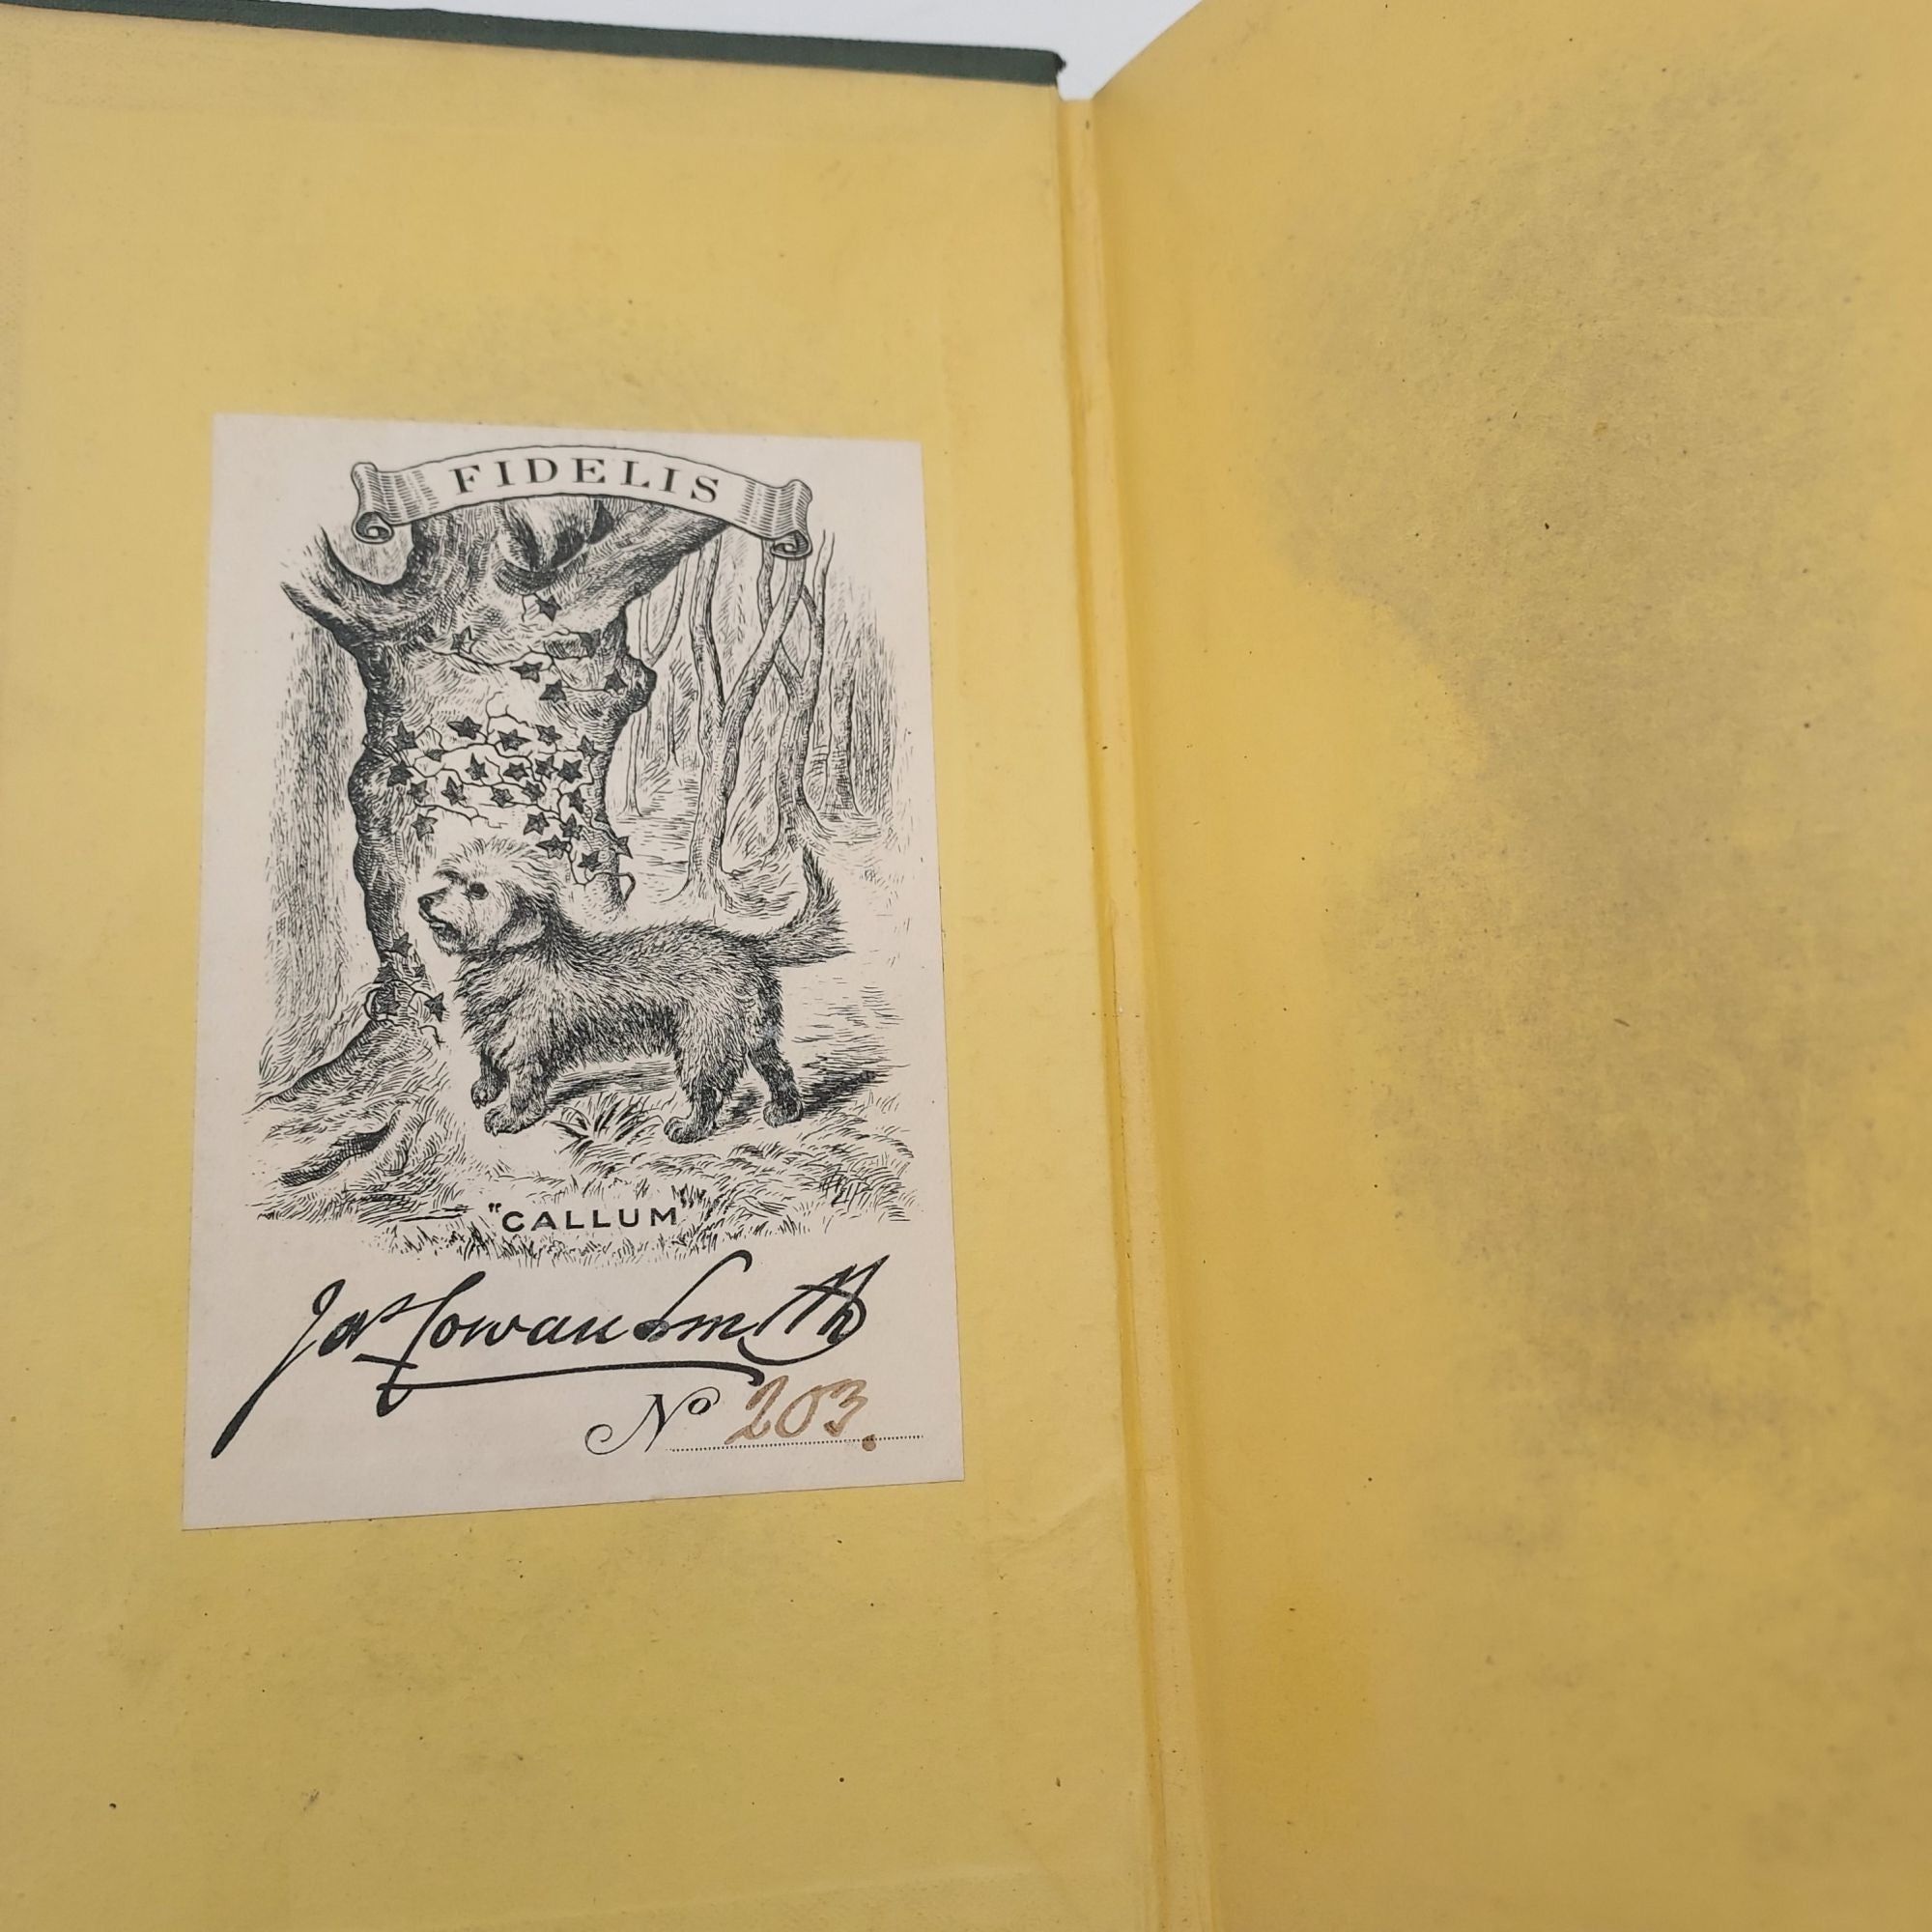 FIDELIS
"CALLUM"
Jas Cowan Smith
No 203.